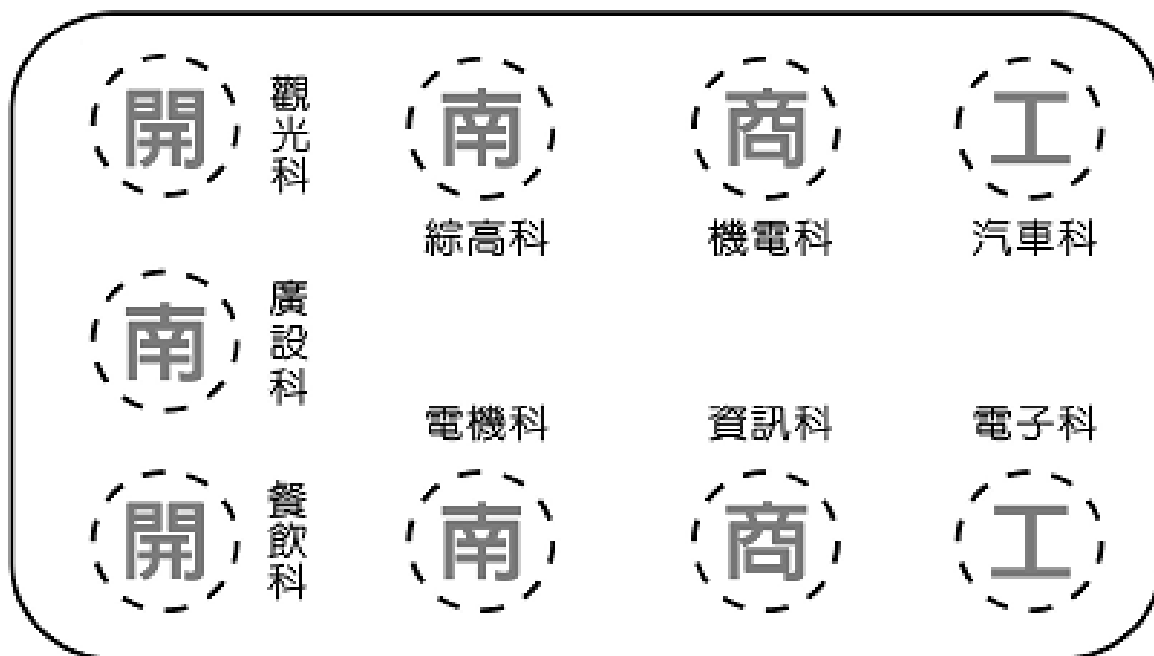 開 觀光科 南 商 工
綜高科 機電科 汽車科
南 廣設科
電機科 資訊科 電子科
開 餐飲科 南 商 工